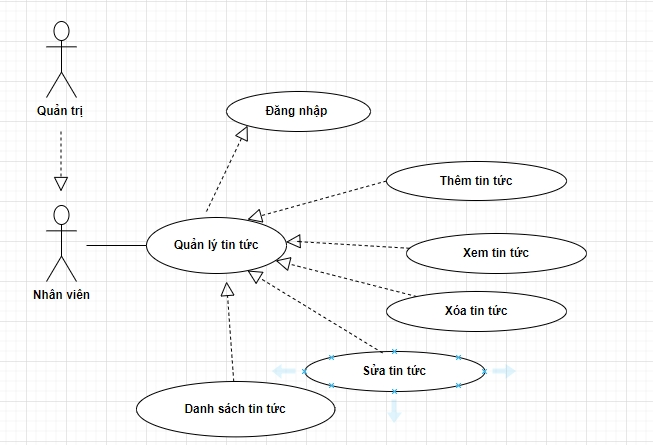 Quản trị
Đăng nhập
Thêm tin tức
Quản lý tin tức
Xem tin tức
Nhân viên
Xóa tin tức
Sửa tin tức
Danh sách tin tức